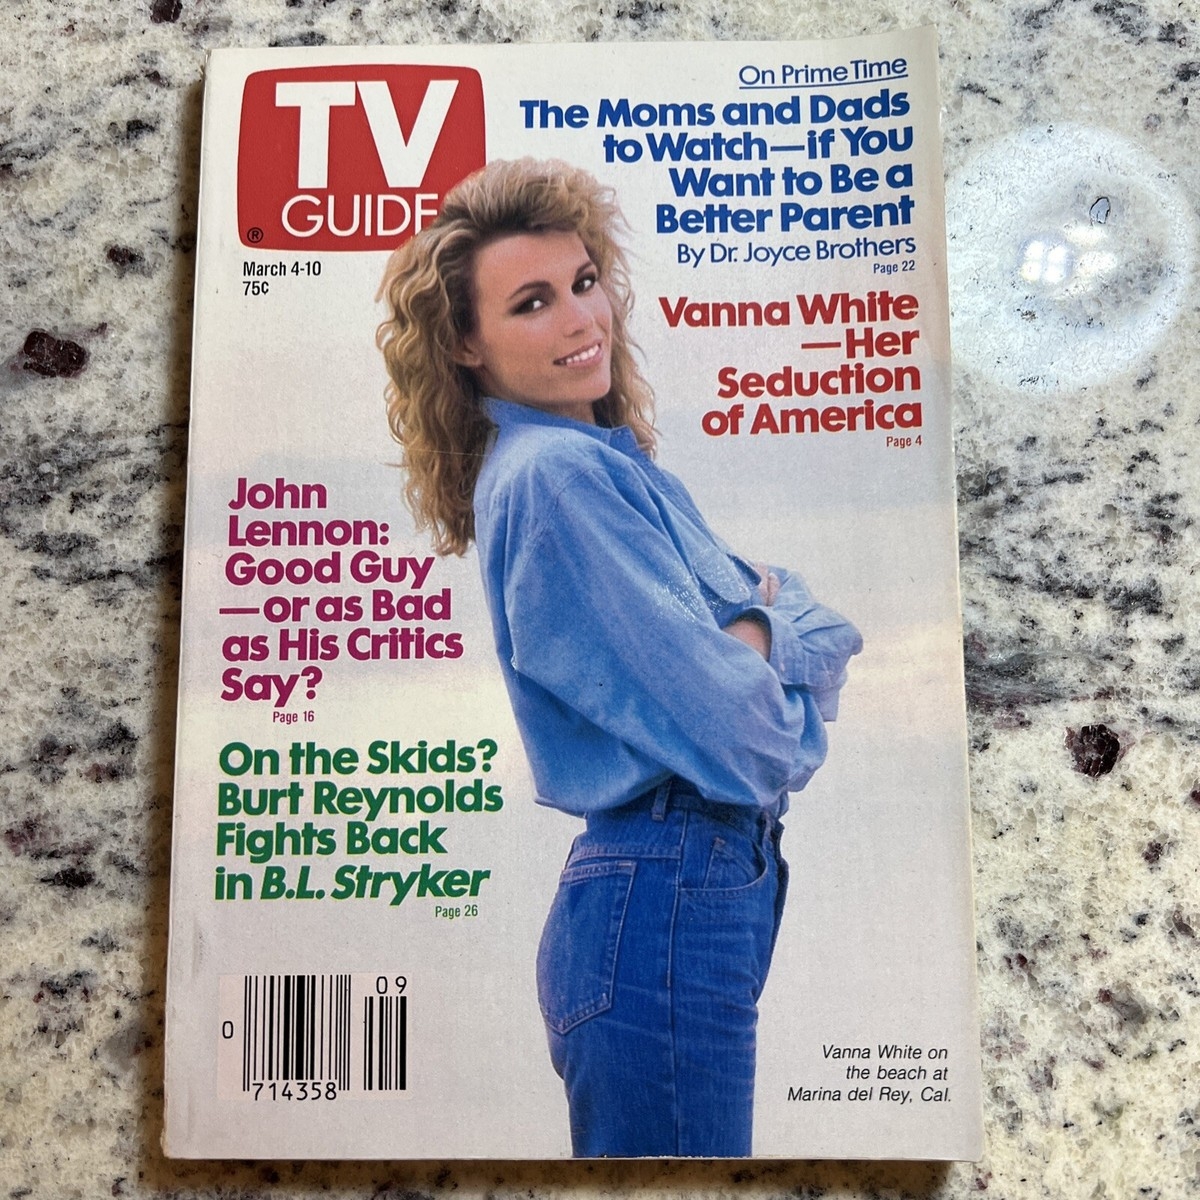 TV
GUIDE
®
March 4-10
75¢
On Prime Time
The Moms and Dads
to Watch—if You
Want to Be a
Better Parent
By Dr. Joyce Brothers
Page 22
Vanna White
—Her
Seduction
of America
Page 4
John
Lennon:
Good Guy
—or as Bad
as His Critics
Say?
Page 16
On the Skids?
Burt Reynolds
Fights Back
in B.L. Stryker
Page 26
09
0
714358
Vanna White on
the beach at
Marina del Rey, Cal.